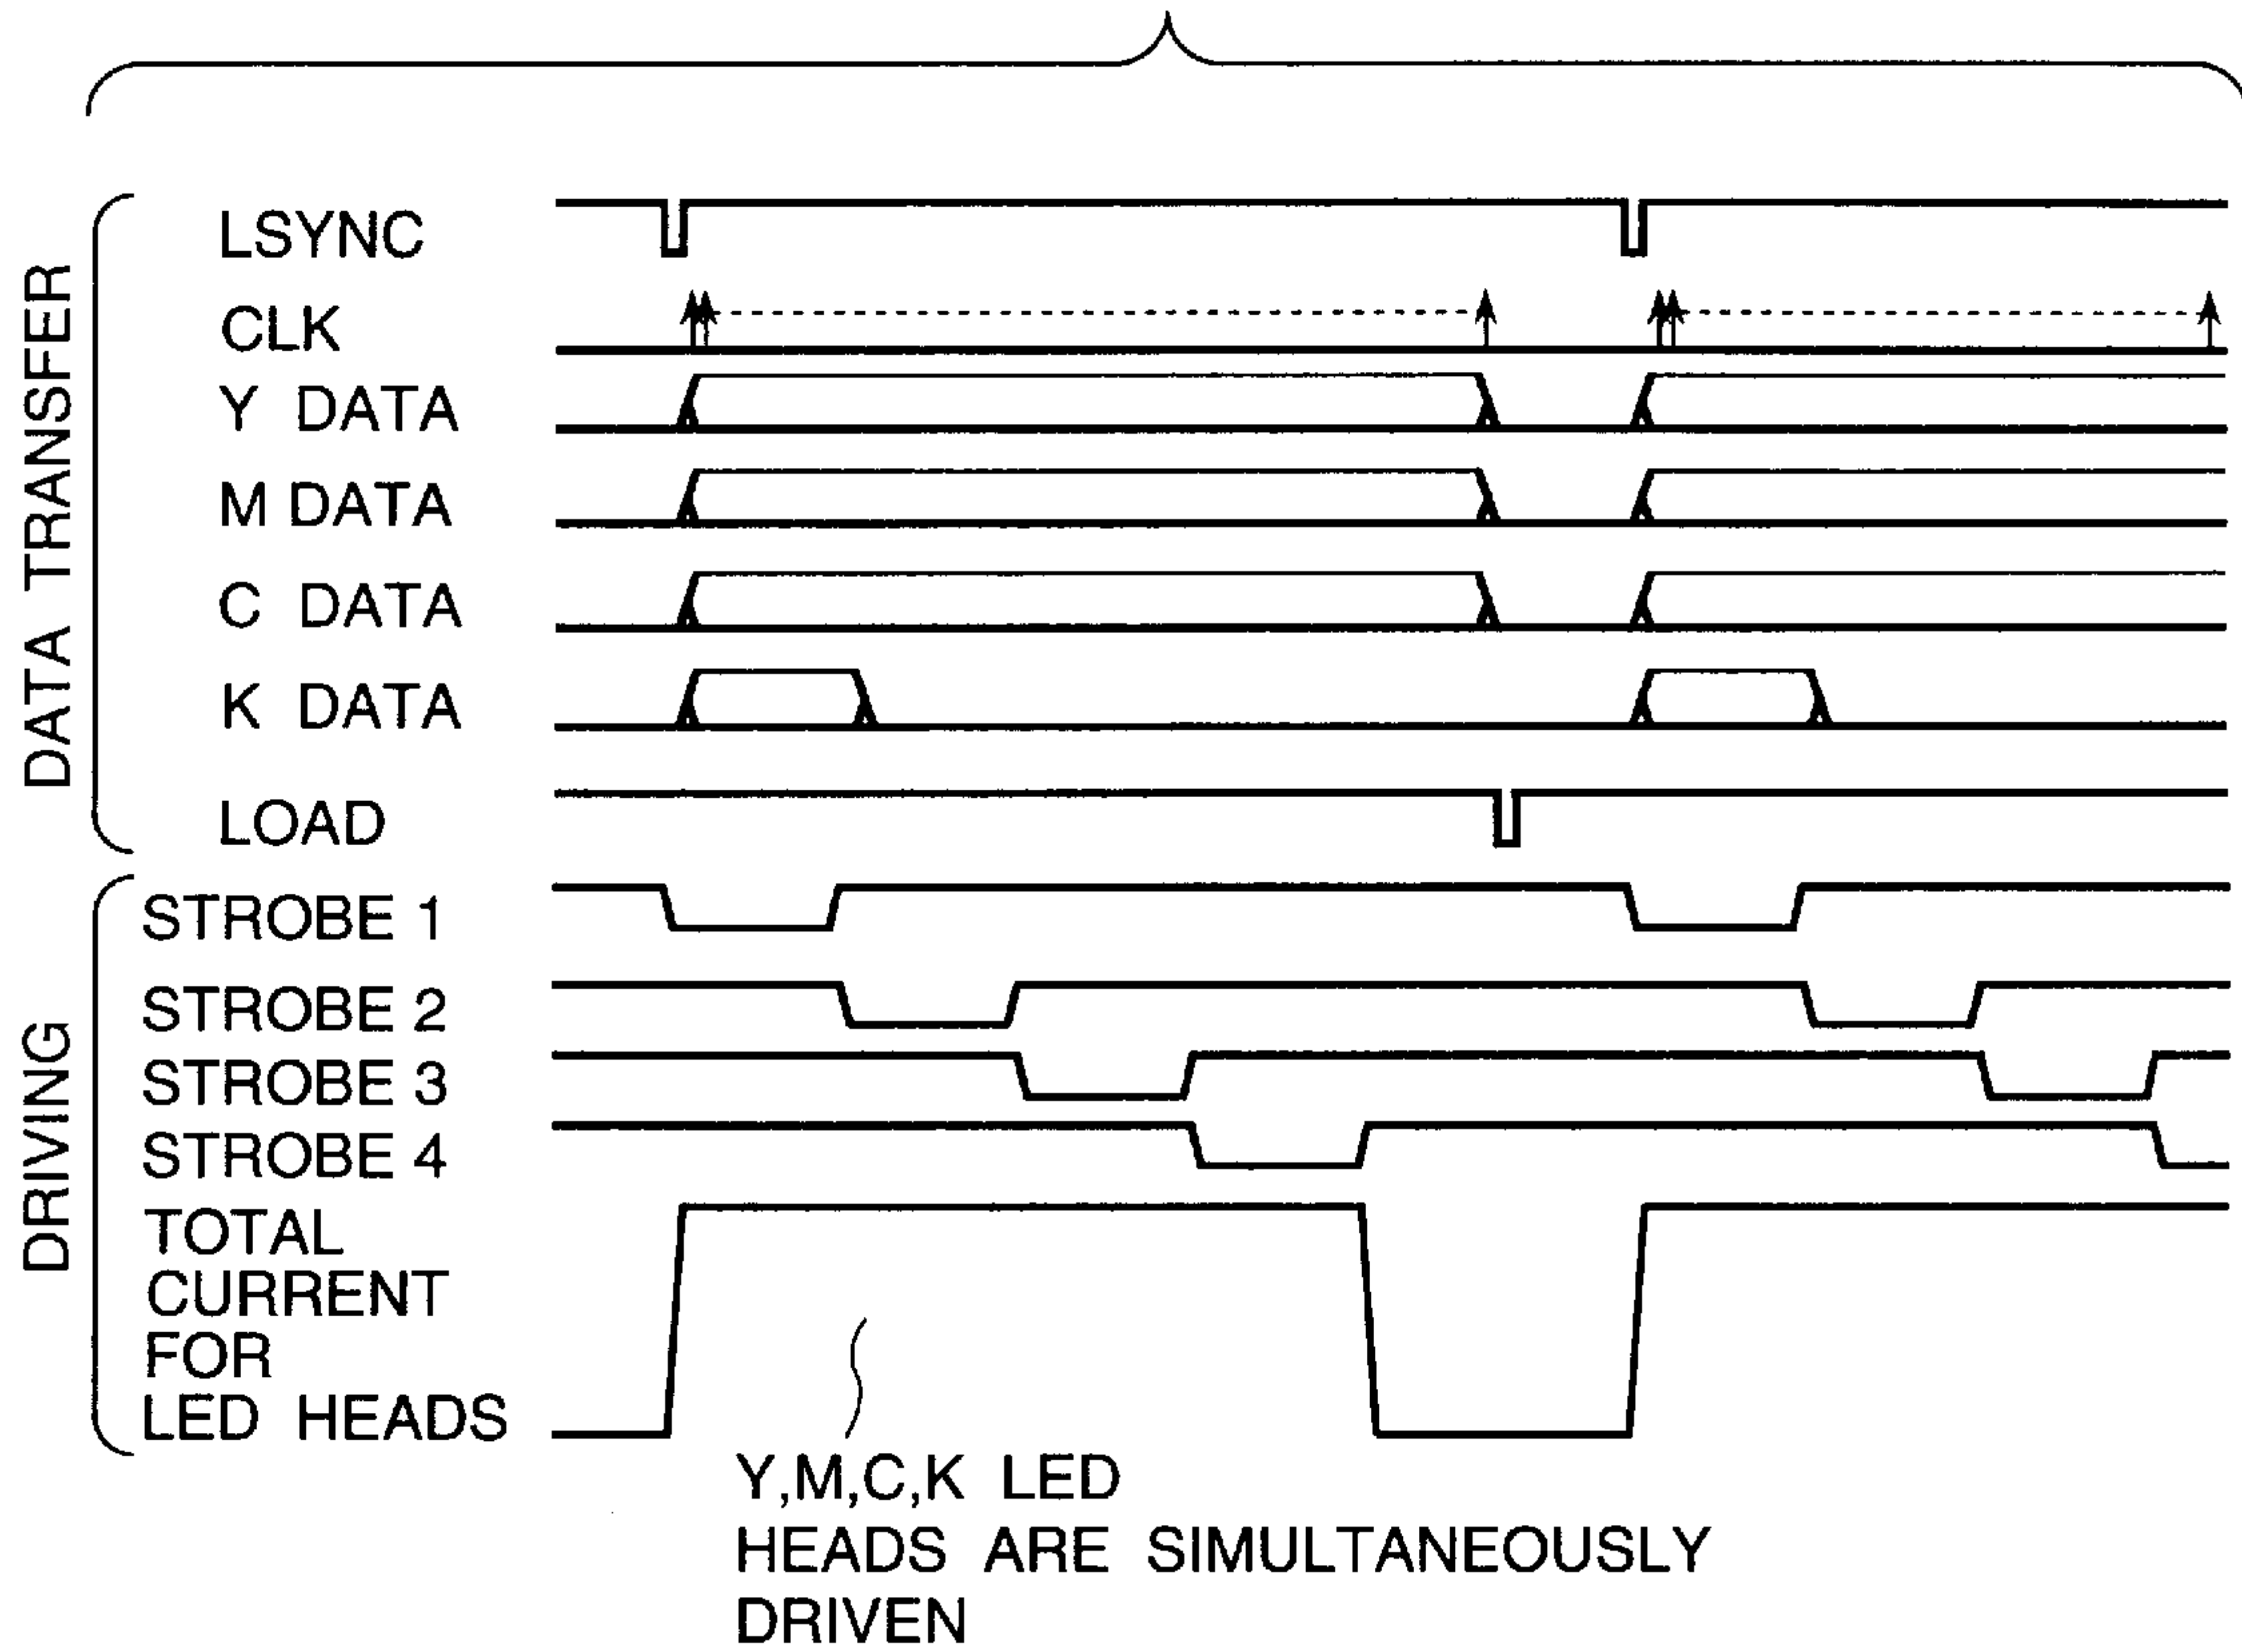 DATA TRANSFER
LSYNC
CLK
Y DATA
M DATA
C DATA
K DATA
LOAD
DRIVING
STROBE 1
STROBE 2
STROBE 3
STROBE 4
TOTAL
CURRENT
FOR
LED HEADS
Y,M,C,K LED
HEADS ARE SIMULTANEOUSLY
DRIVEN